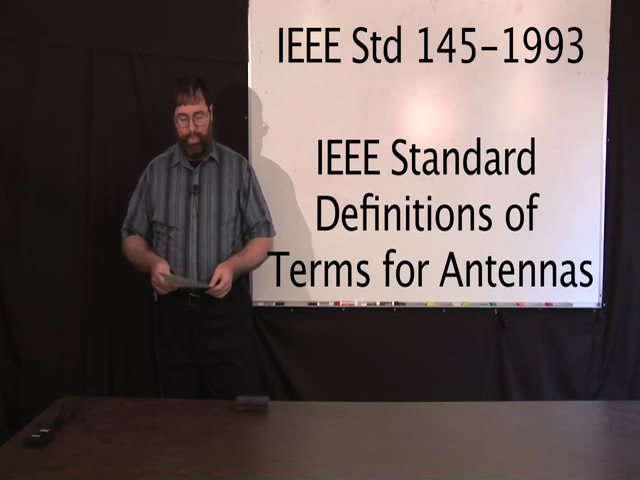 IEEE Std 145-1993
IEEE Standard
Definitions of
Terms for Antennas